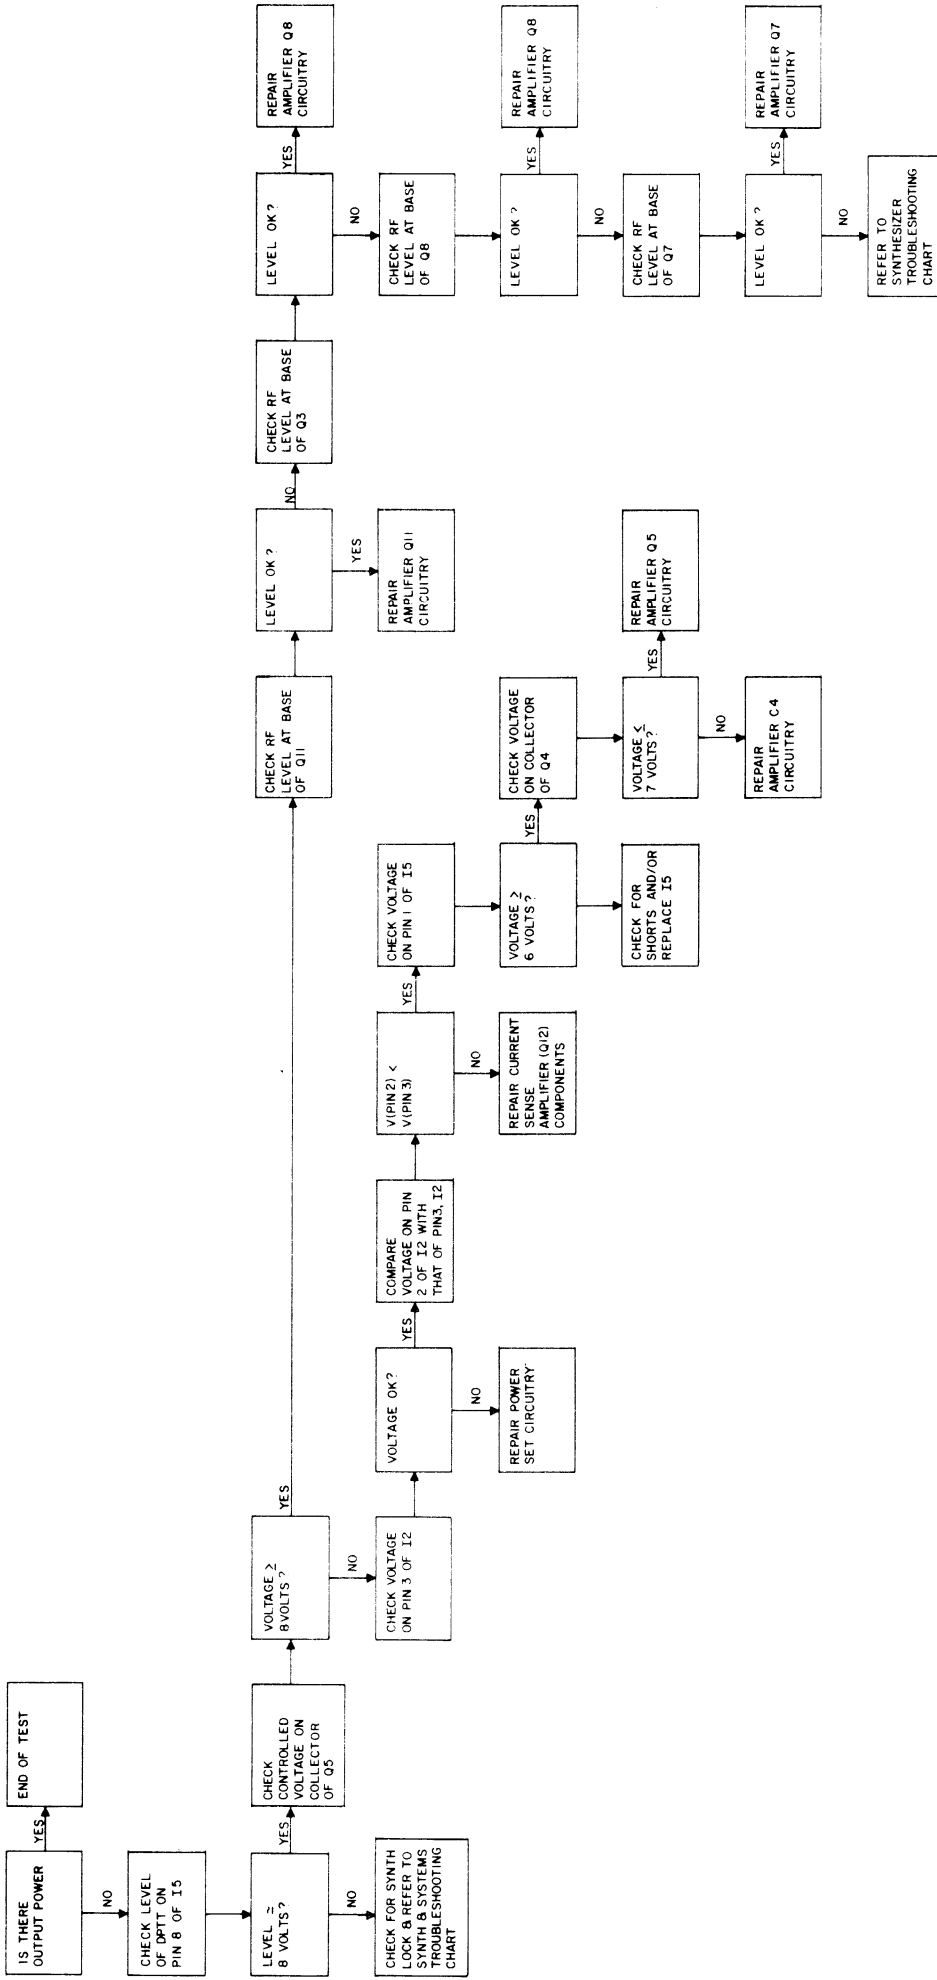 IS THERE
OUTPUT POWER
YES
END OF TEST
NO
CHECK LEVEL
OF DPTT ON
PIN 8 OF I5
LEVEL ≃
8 VOLTS?
NO
CHECK FOR SYNTH
LOCK & REFER TO
SYNTH & SYSTEMS
TROUBLESHOOTING
CHART
YES
CHECK
CONTROLLED
VOLTAGE ON
COLLECTOR
OF Q5
VOLTAGE ≥
8 VOLTS?
YES
NO
CHECK VOLTAGE
ON PIN 3 OF I2
VOLTAGE OK?
NO
REPAIR POWER
SET CIRCUITRY
YES
COMPARE
VOLTAGE ON PIN
2 OF I2 WITH
THAT OF PIN3, I2
V(PIN 2) <
V(PIN 3)
NO
REPAIR CURRENT
SENSE
AMPLIFIER (Q12)
COMPONENTS
YES
CHECK VOLTAGE
ON PIN I OF I5
VOLTAGE ≥
6 VOLTS?
CHECK FOR
SHORTS AND/OR
REPLACE I5
YES
CHECK VOLTAGE
ON COLLECTOR
OF Q4
VOLTAGE ≤
7 VOLTS?
YES
REPAIR
AMPLIFIER Q5
CIRCUITRY
NO
REPAIR
AMPLIFIER C4
CIRCUITRY
CHECK RF
LEVEL AT BASE
OF Q11
LEVEL OK?
YES
REPAIR
AMPLIFIER Q11
CIRCUITRY
NO
CHECK RF
LEVEL AT BASE
OF Q3
LEVEL OK?
YES
REPAIR
AMPLIFIER Q8
CIRCUITRY
NO
CHECK RF
LEVEL AT BASE
OF Q8
LEVEL OK?
YES
REPAIR
AMPLIFIER Q8
CIRCUITRY
NO
CHECK RF
LEVEL AT BASE
OF Q7
LEVEL OK?
YES
REPAIR
AMPLIFIER Q7
CIRCUITRY
NO
REFER TO
SYNTHESIZER
TROUBLESHOOTING
CHART